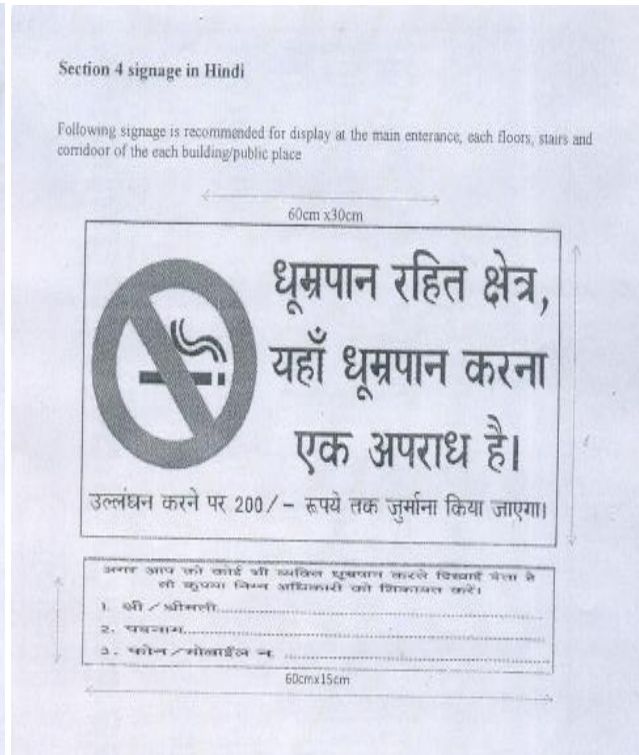 Section 4 signage in Hindi
Following signage is recommended for display at the main enterance, each floors, stairs and
corridoor of the each building/public place
60cm x30cm
धूम्रपान रहित क्षेत्र,
यहाँ धूम्रपान करना
एक अपराध है।
उल्लंघन करने पर 200/- रूपये तक जुर्माना किया जाएगा।
अगर आप को कोई भी व्यक्ति धूम्रपान करते दिखाई देता है
तो कृपया निम्न अधिकारी को शिकायत करें।
1. श्री/श्रीमती
2. पदनाम
3. फोन/मोबाईल न.
60cmx15cm